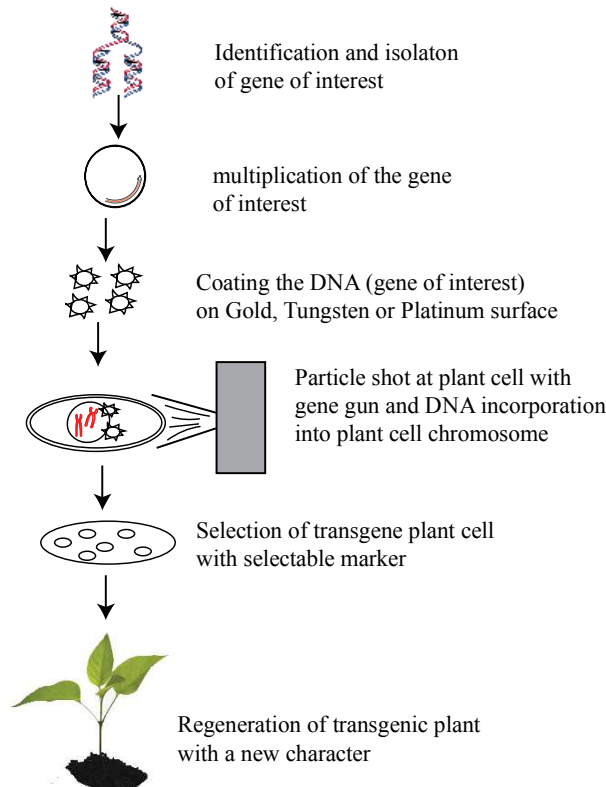 Identification and isolaton
of gene of interest
multiplication of the gene
of interest
Coating the DNA (gene of interest)
on Gold, Tungsten or Platinum surface
Particle shot at plant cell with
gene gun and DNA incorporation
into plant cell chromosome
Selection of transgene plant cell
with selectable marker
Regeneration of transgenic plant
with a new character